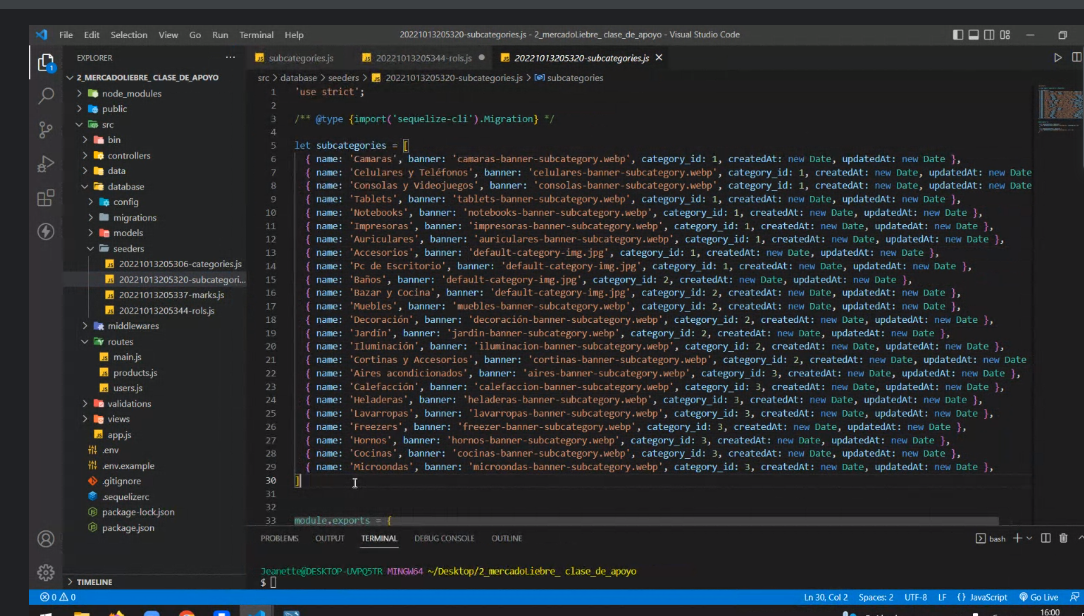 File Edit Selection View Go Run Terminal Help
20221013205320-subcategories.js - 2_mercadoLiebre_ clase_de_apoyo - Visual Studio Code
EXPLORER ...
2_MERCADOLIEBRE_ CLASE_DE_APOYO
node_modules
public
src
bin
controllers
data
database
config
migrations
models
seeders
20221013205306-categories.js
20221013205320-subcategori...
20221013205337-marks.js
20221013205344-rols.js
middlewares
routes
main.js
products.js
users.js
validations
views
app.js
.env
.env.example
.gitignore
.sequelizerc
package-lock.json
package.json
TIMELINE
subcategories.js 20221013205344-rols.js 20221013205320-subcategories.js
src > database > seeders > 20221013205320-subcategories.js > subcategories
1 'use strict';
2
3 /** @type {import('sequelize-cli').Migration} */
4
5 let subcategories = [
6 { name: 'Camaras', banner: 'camaras-banner-subcategory.webp', category_id: 1, createdAt: new Date, updatedAt: new Date },
7 { name: 'Celulares y Teléfonos', banner: 'celulares-banner-subcategory.webp', category_id: 1, createdAt: new Date, updatedAt: new Date
8 { name: 'Consolas y Videojuegos', banner: 'consolas-banner-subcategory.webp', category_id: 1, createdAt: new Date, updatedAt: new Date
9 { name: 'Tablets', banner: 'tablets-banner-subcategory.webp', category_id: 1, createdAt: new Date, updatedAt: new Date },
10 { name: 'Notebooks', banner: 'notebooks-banner-subcategory.webp', category_id: 1, createdAt: new Date, updatedAt: new Date },
11 { name: 'Impresoras', banner: 'impresoras-banner-subcategory.webp', category_id: 1, createdAt: new Date, updatedAt: new Date },
12 { name: 'Auriculares', banner: 'auriculares-banner-subcategory.webp', category_id: 1, createdAt: new Date, updatedAt: new Date },
13 { name: 'Accesorios', banner: 'default-category-img.jpg', category_id: 1, createdAt: new Date, updatedAt: new Date },
14 { name: 'Pc de Escritorio', banner: 'default-category-img.jpg', category_id: 1, createdAt: new Date, updatedAt: new Date },
15 { name: 'Baños', banner: 'default-category-img.jpg', category_id: 2, createdAt: new Date, updatedAt: new Date },
16 { name: 'Bazar y Cocina', banner: 'default-category-img.jpg', category_id: 2, createdAt: new Date, updatedAt: new Date },
17 { name: 'Muebles', banner: 'muebles-banner-subcategory.webp', category_id: 2, createdAt: new Date, updatedAt: new Date },
18 { name: 'Decoración', banner: 'decoración-banner-subcategory.webp', category_id: 2, createdAt: new Date, updatedAt: new Date },
19 { name: 'Jardín', banner: 'jardin-banner-subcategory.webp', category_id: 2, createdAt: new Date, updatedAt: new Date },
20 { name: 'Iluminación', banner: 'iluminacion-banner-subcategory.webp', category_id: 2, createdAt: new Date, updatedAt: new Date },
21 { name: 'Cortinas y Accesorios', banner: 'cortinas-banner-subcategory.webp', category_id: 2, createdAt: new Date, updatedAt: new Date
22 { name: 'Aires acondicionados', banner: 'aires-banner-subcategory.webp', category_id: 3, createdAt: new Date, updatedAt: new Date },
23 { name: 'Calefacción', banner: 'calefaccion-banner-subcategory.webp', category_id: 3, createdAt: new Date, updatedAt: new Date },
24 { name: 'Heladeras', banner: 'heladeras-banner-subcategory.webp', category_id: 3, createdAt: new Date, updatedAt: new Date },
25 { name: 'Lavarropas', banner: 'lavarropas-banner-subcategory.webp', category_id: 3, createdAt: new Date, updatedAt: new Date },
26 { name: 'Freezers', banner: 'freezer-banner-subcategory.webp', category_id: 3, createdAt: new Date, updatedAt: new Date },
27 { name: 'Hornos', banner: 'hornos-banner-subcategory.webp', category_id: 3, createdAt: new Date, updatedAt: new Date },
28 { name: 'Cocinas', banner: 'cocinas-banner-subcategory.webp', category_id: 3, createdAt: new Date, updatedAt: new Date },
29 { name: 'Microondas', banner: 'microondas-banner-subcategory.webp', category_id: 3, createdAt: new Date, updatedAt: new Date },
30 ]
31
32
33 module.exports = {
PROBLEMS OUTPUT TERMINAL DEBUG CONSOLE OUTLINE
bash
Jeanette@DESKTOP-UVPQ5TR MINGW64 ~/Desktop/2_mercadoLiebre_ clase_de_apoyo
$
0 0
Ln 30, Col 2 Spaces: 2 UTF-8 LF {} JavaScript Go Live
16:00